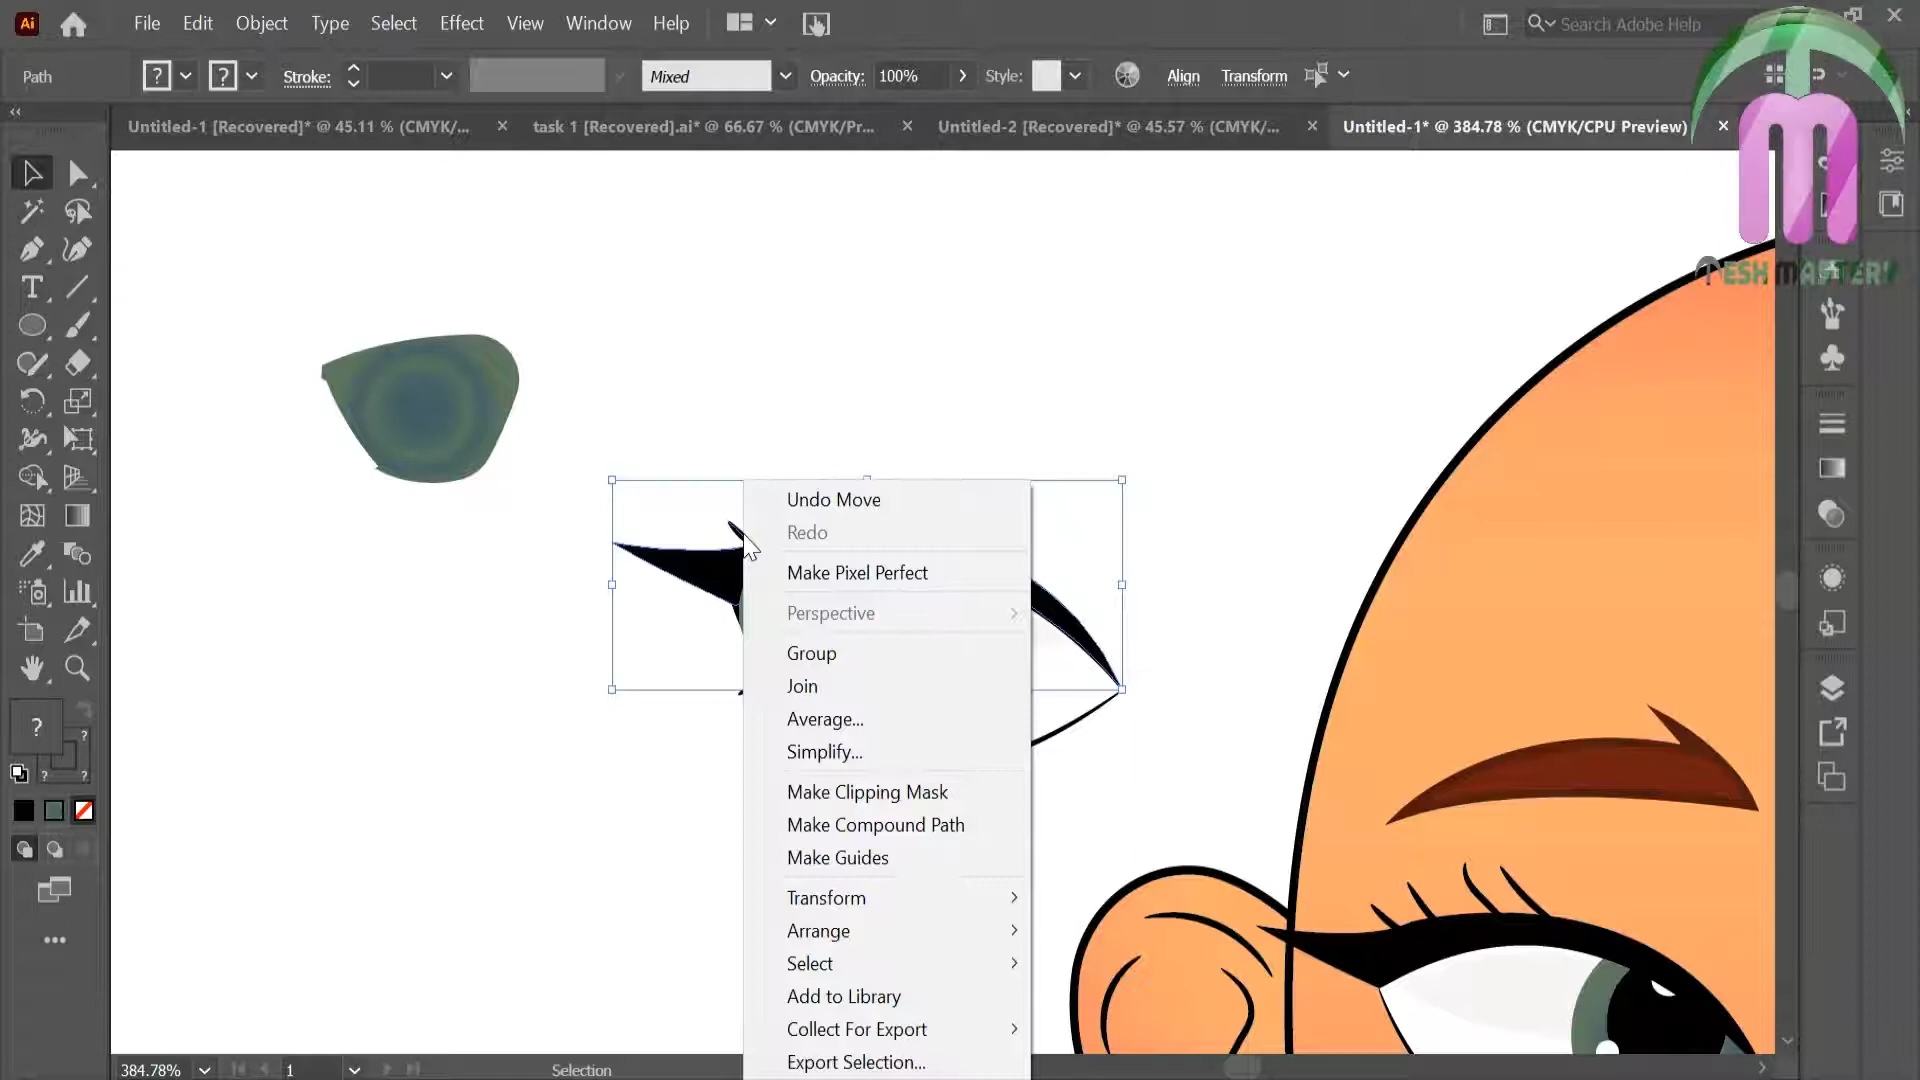 Ai File Edit Object Type Select Effect View Window Help Search Adobe Help
Path ? ? Stroke: Mixed Opacity: 100% Style: Align Transform
Untitled-1 [Recovered]* @ 45.11 % (CMYK/... task 1 [Recovered].ai* @ 66.67 % (CMYK/Pr... Untitled-2 [Recovered]* @ 45.57 % (CMYK/... Untitled-1* @ 384.78 % (CMYK/CPU Preview)
MESH MASTERY
Undo Move
Redo
Make Pixel Perfect
Perspective
Group
Join
Average...
Simplify...
Make Clipping Mask
Make Compound Path
Make Guides
Transform
Arrange
Select
Add to Library
Collect For Export
Export Selection...
384.78% 1 Selection